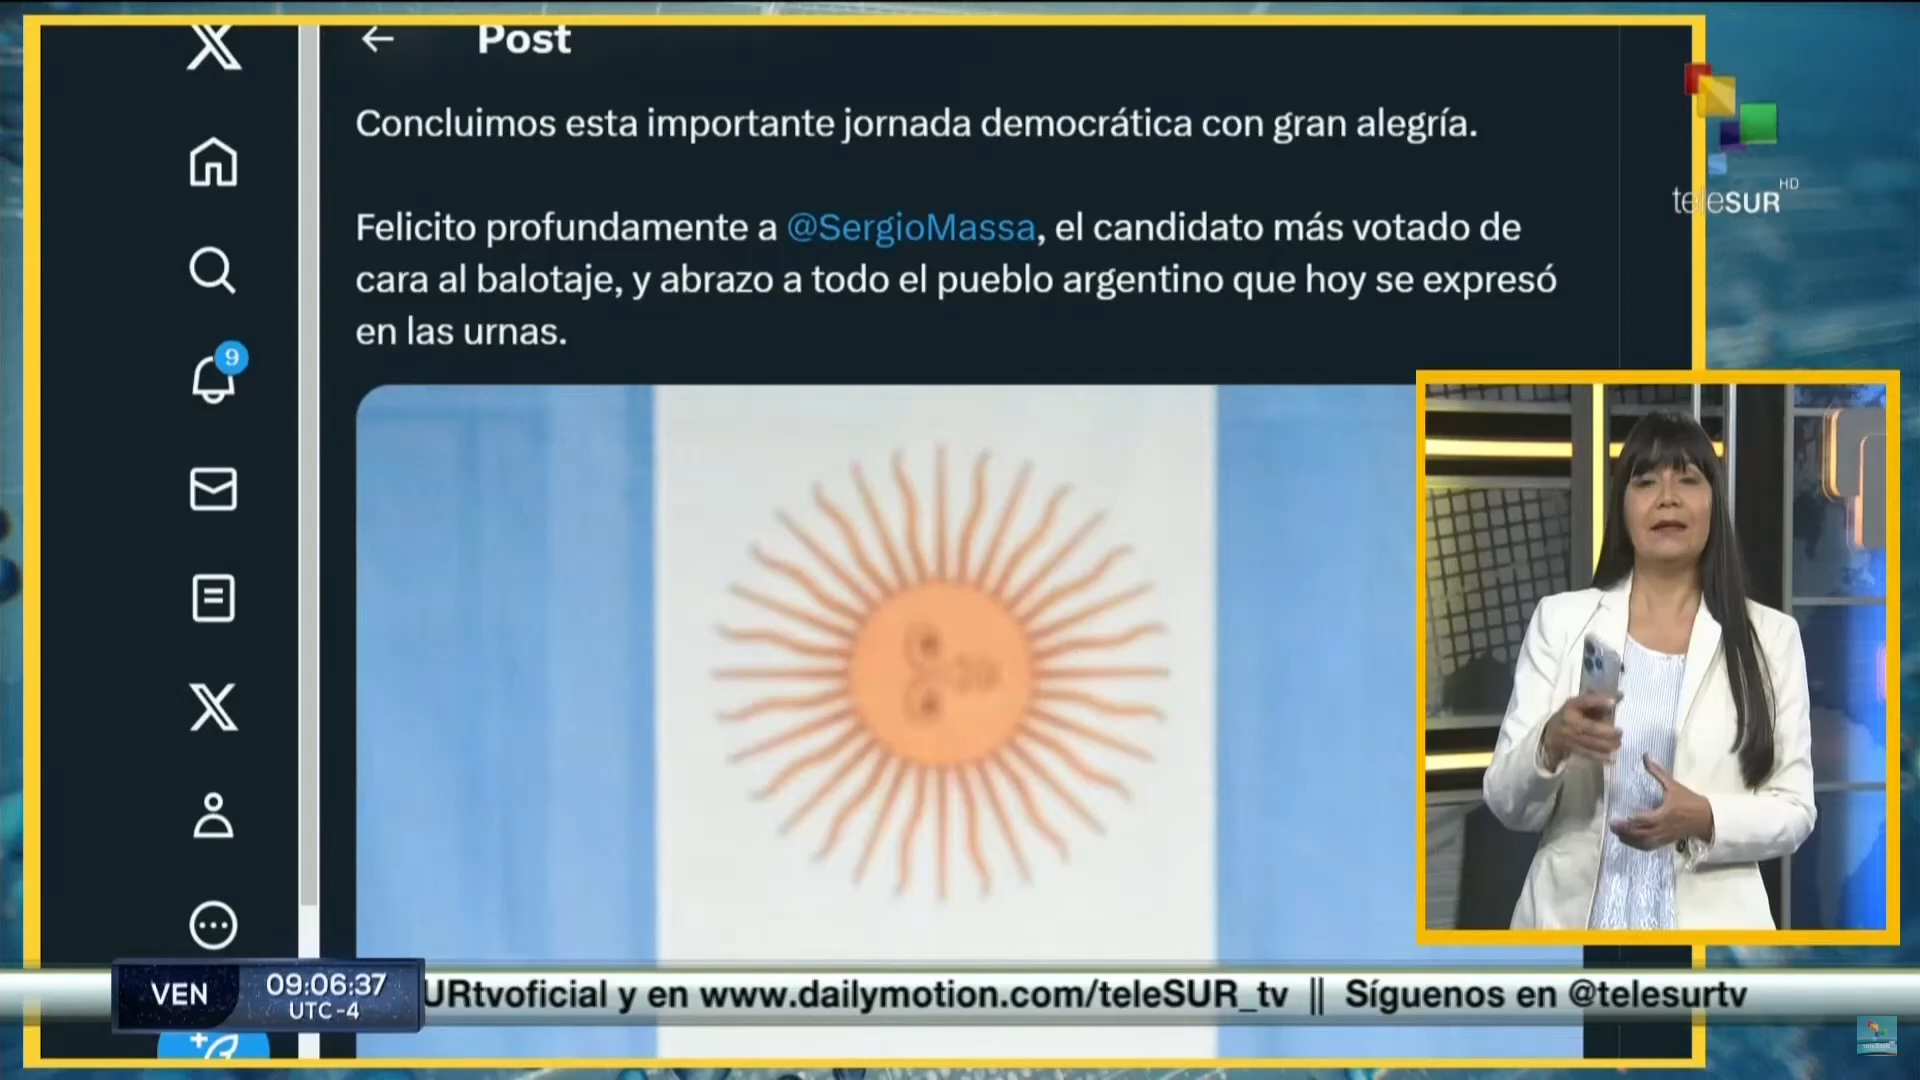 Post
Concluimos esta importante jornada democrática con gran alegría.
Felicito profundamente a @SergioMassa, el candidato más votado de
cara al balotaje, y abrazo a todo el pueblo argentino que hoy se expresó
en las urnas.
9
teleSUR HD
VEN
09:06:37
UTC-4
URtvoficial y en www.dailymotion.com/teleSUR_tv || Síguenos en @telesurtv